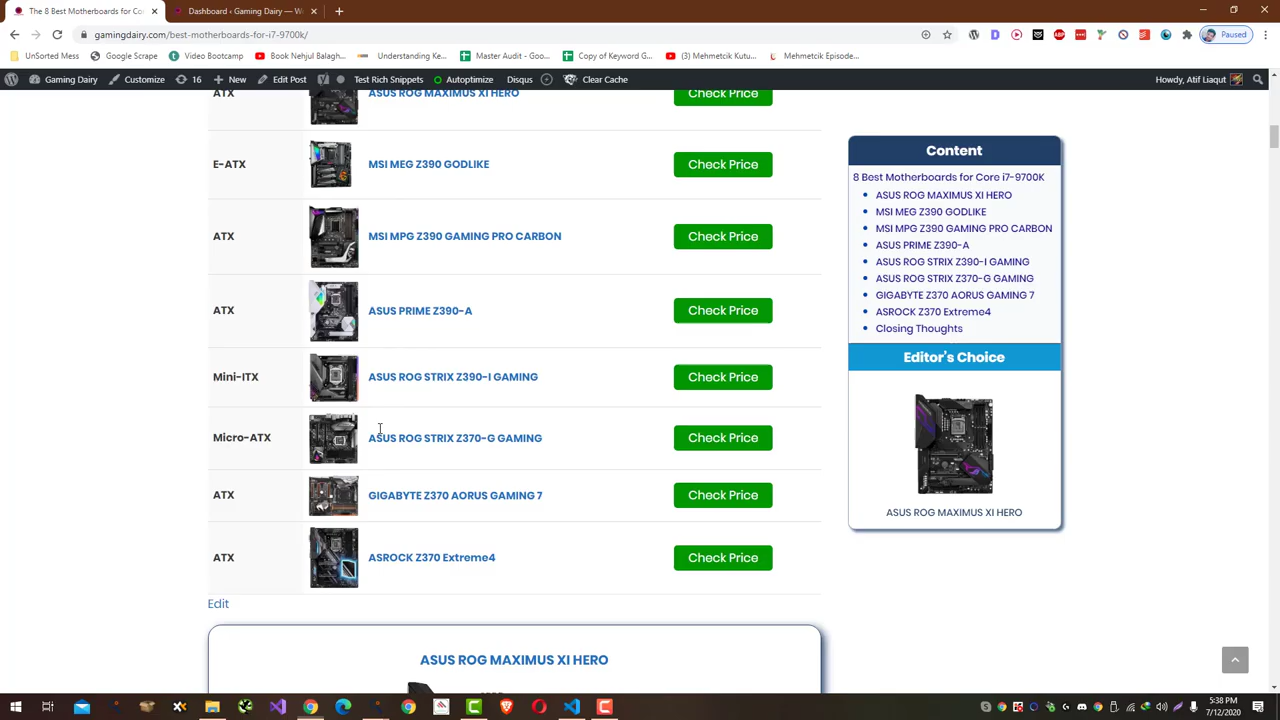 The 8 Best Motherboards for Core i
Dashboard
gamingdairy.com/best-motherboards-for-i7-9700k/
Paused
UnSorted Mess
Google Scrape
Video Bootcamp
Book Nehjul Balagh...
Understanding Ke...
Master Audit - Goo...
Copy of Keyword G...
(3) Mehmetcik Kutu...
Mehmetcik Episode...
Gaming Dairy
Customize
16
New
Edit Post
Test Rich Snippets
Autoptimize
Disqus
Clear Cache
Howdy, Atif Liaqut
ATX
ASUS ROG MAXIMUS XI HERO
Check Price
E-ATX
MSI MEG Z390 GODLIKE
Check Price
ATX
MSI MPG Z390 GAMING PRO CARBON
Check Price
ATX
ASUS PRIME Z390-A
Check Price
Mini-ITX
ASUS ROG STRIX Z390-I GAMING
Check Price
Micro-ATX
ASUS ROG STRIX Z370-G GAMING
Check Price
ATX
GIGABYTE Z370 AORUS GAMING 7
Check Price
ATX
ASROCK Z370 Extreme4
Check Price
Edit
ASUS ROG MAXIMUS XI HERO
Content
8 Best Motherboards for Core i7-9700K
ASUS ROG MAXIMUS XI HERO
MSI MEG Z390 GODLIKE
MSI MPG Z390 GAMING PRO CARBON
ASUS PRIME Z390-A
ASUS ROG STRIX Z390-I GAMING
ASUS ROG STRIX Z370-G GAMING
GIGABYTE Z370 AORUS GAMING 7
ASROCK Z370 Extreme4
Closing Thoughts
Editor's Choice
ASUS ROG MAXIMUS XI HERO
5:38 PM
7/12/2020